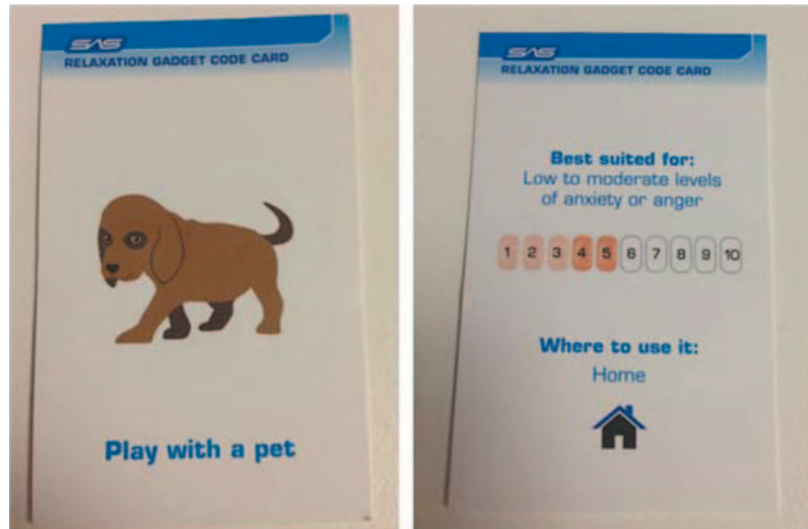 SAS
RELAXATION GADGET CODE CARD
Play with a pet
SAS
RELAXATION GADGET CODE CARD
Best suited for:
Low to moderate levels
of anxiety or anger
1 2 3 4 5 6 7 8 9 10
Where to use it:
Home